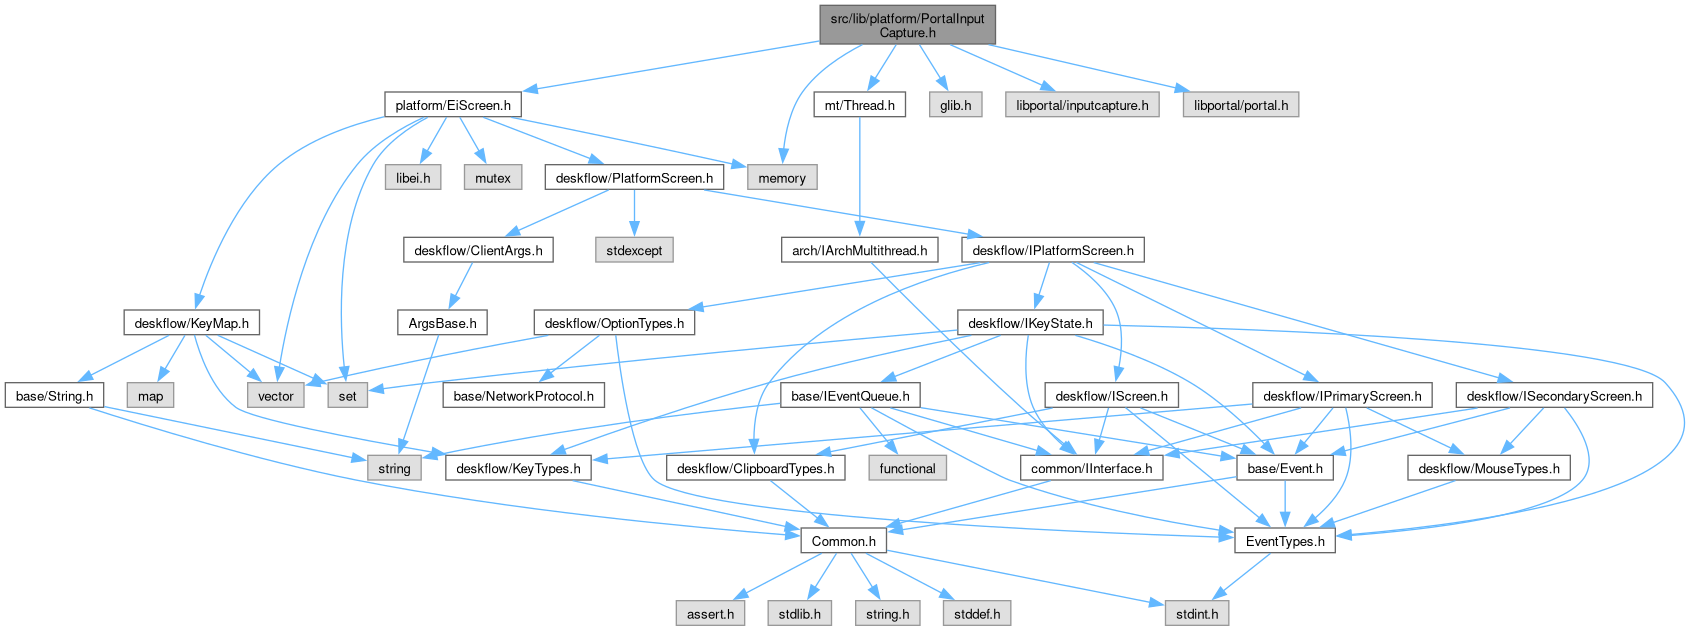 src/lib/platform/PortalInput
Capture.h
platform/EiScreen.h
mt/Thread.h
glib.h
libportal/inputcapture.h
libportal/portal.h
libei.h
mutex
deskflow/PlatformScreen.h
memory
deskflow/ClientArgs.h
stdexcept
arch/IArchMultithread.h
deskflow/IPlatformScreen.h
deskflow/KeyMap.h
ArgsBase.h
deskflow/OptionTypes.h
deskflow/IKeyState.h
base/String.h
map
vector
set
base/NetworkProtocol.h
base/IEventQueue.h
deskflow/IScreen.h
deskflow/IPrimaryScreen.h
deskflow/ISecondaryScreen.h
string
deskflow/KeyTypes.h
deskflow/ClipboardTypes.h
functional
common/IInterface.h
base/Event.h
deskflow/MouseTypes.h
Common.h
EventTypes.h
assert.h
stdlib.h
string.h
stddef.h
stdint.h